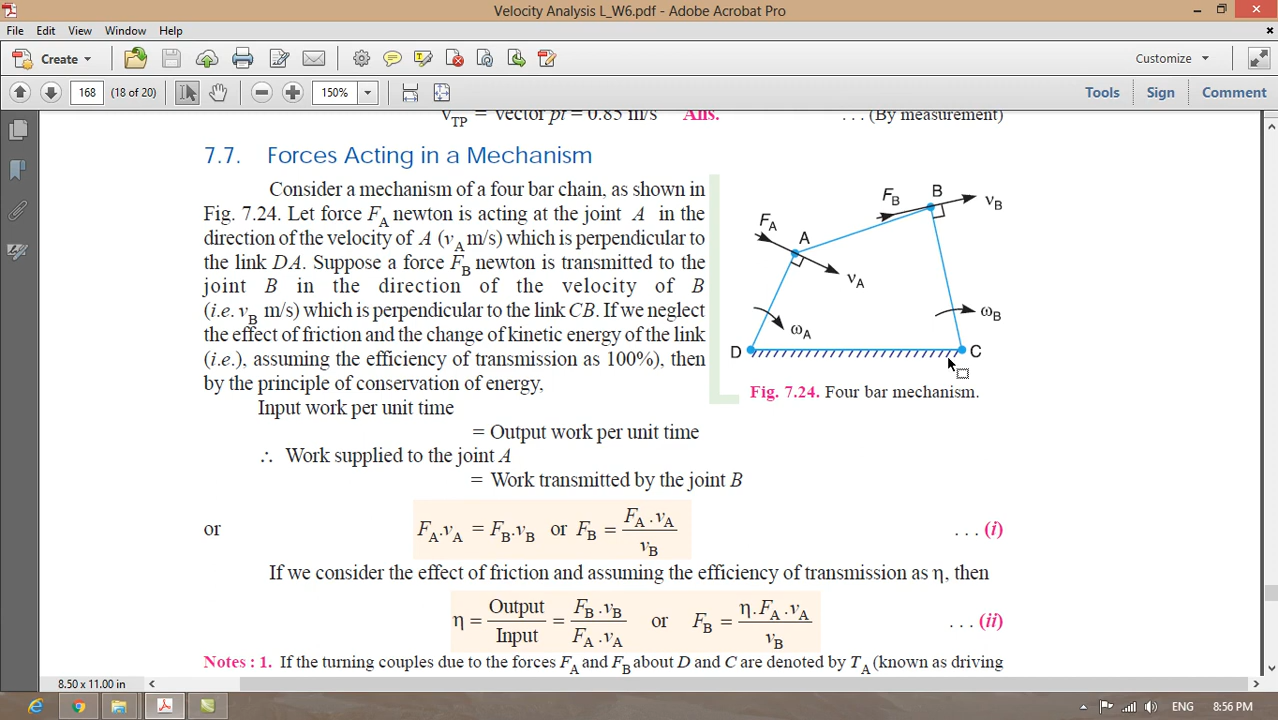 Velocity Analysis L_W6.pdf - Adobe Acrobat Pro
File Edit View Window Help
Create
Customize
168 (18 of 20) 150% Tools Sign Comment
v_TP = vector pr = 0.85 m/s Ans. . . . (By measurement)
7.7. Forces Acting in a Mechanism
Consider a mechanism of a four bar chain, as shown in
Fig. 7.24. Let force F_A newton is acting at the joint A in the
direction of the velocity of A (v_A m/s) which is perpendicular to
the link DA. Suppose a force F_B newton is transmitted to the
joint B in the direction of the velocity of B
(i.e. v_B m/s) which is perpendicular to the link CB. If we neglect
the effect of friction and the change of kinetic energy of the link
(i.e.), assuming the efficiency of transmission as 100%), then
by the principle of conservation of energy,
F_A A v_A F_B B v_B
ω_A ω_B
D C
Fig. 7.24. Four bar mechanism.
Input work per unit time
= Output work per unit time
∴ Work supplied to the joint A
= Work transmitted by the joint B
or F_A.v_A = F_B.v_B or F_B = F_A.v_A / v_B . . . (i)
If we consider the effect of friction and assuming the efficiency of transmission as η, then
η = Output / Input = F_B.v_B / F_A.v_A or F_B = η.F_A.v_A / v_B . . . (ii)
Notes : 1. If the turning couples due to the forces F_A and F_B about D and C are denoted by T_A (known as driving
8.50 x 11.00 in
ENG 8:56 PM